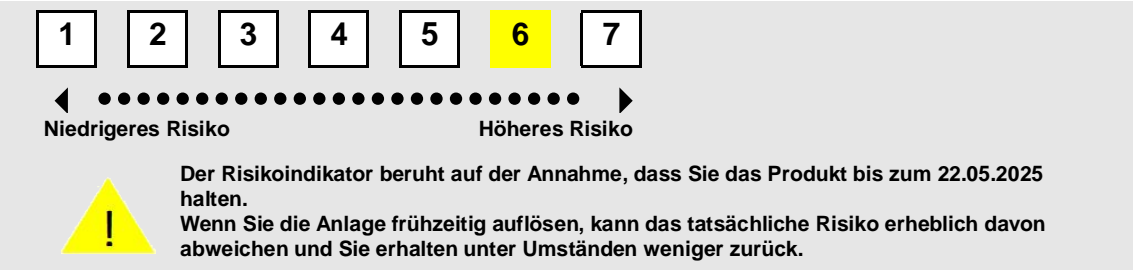 1 2 3 4 5 6 7
Niedrigeres Risiko Höheres Risiko
!
Der Risikoindikator beruht auf der Annahme, dass Sie das Produkt bis zum 22.05.2025
halten.
Wenn Sie die Anlage frühzeitig auflösen, kann das tatsächliche Risiko erheblich davon
abweichen und Sie erhalten unter Umständen weniger zurück.